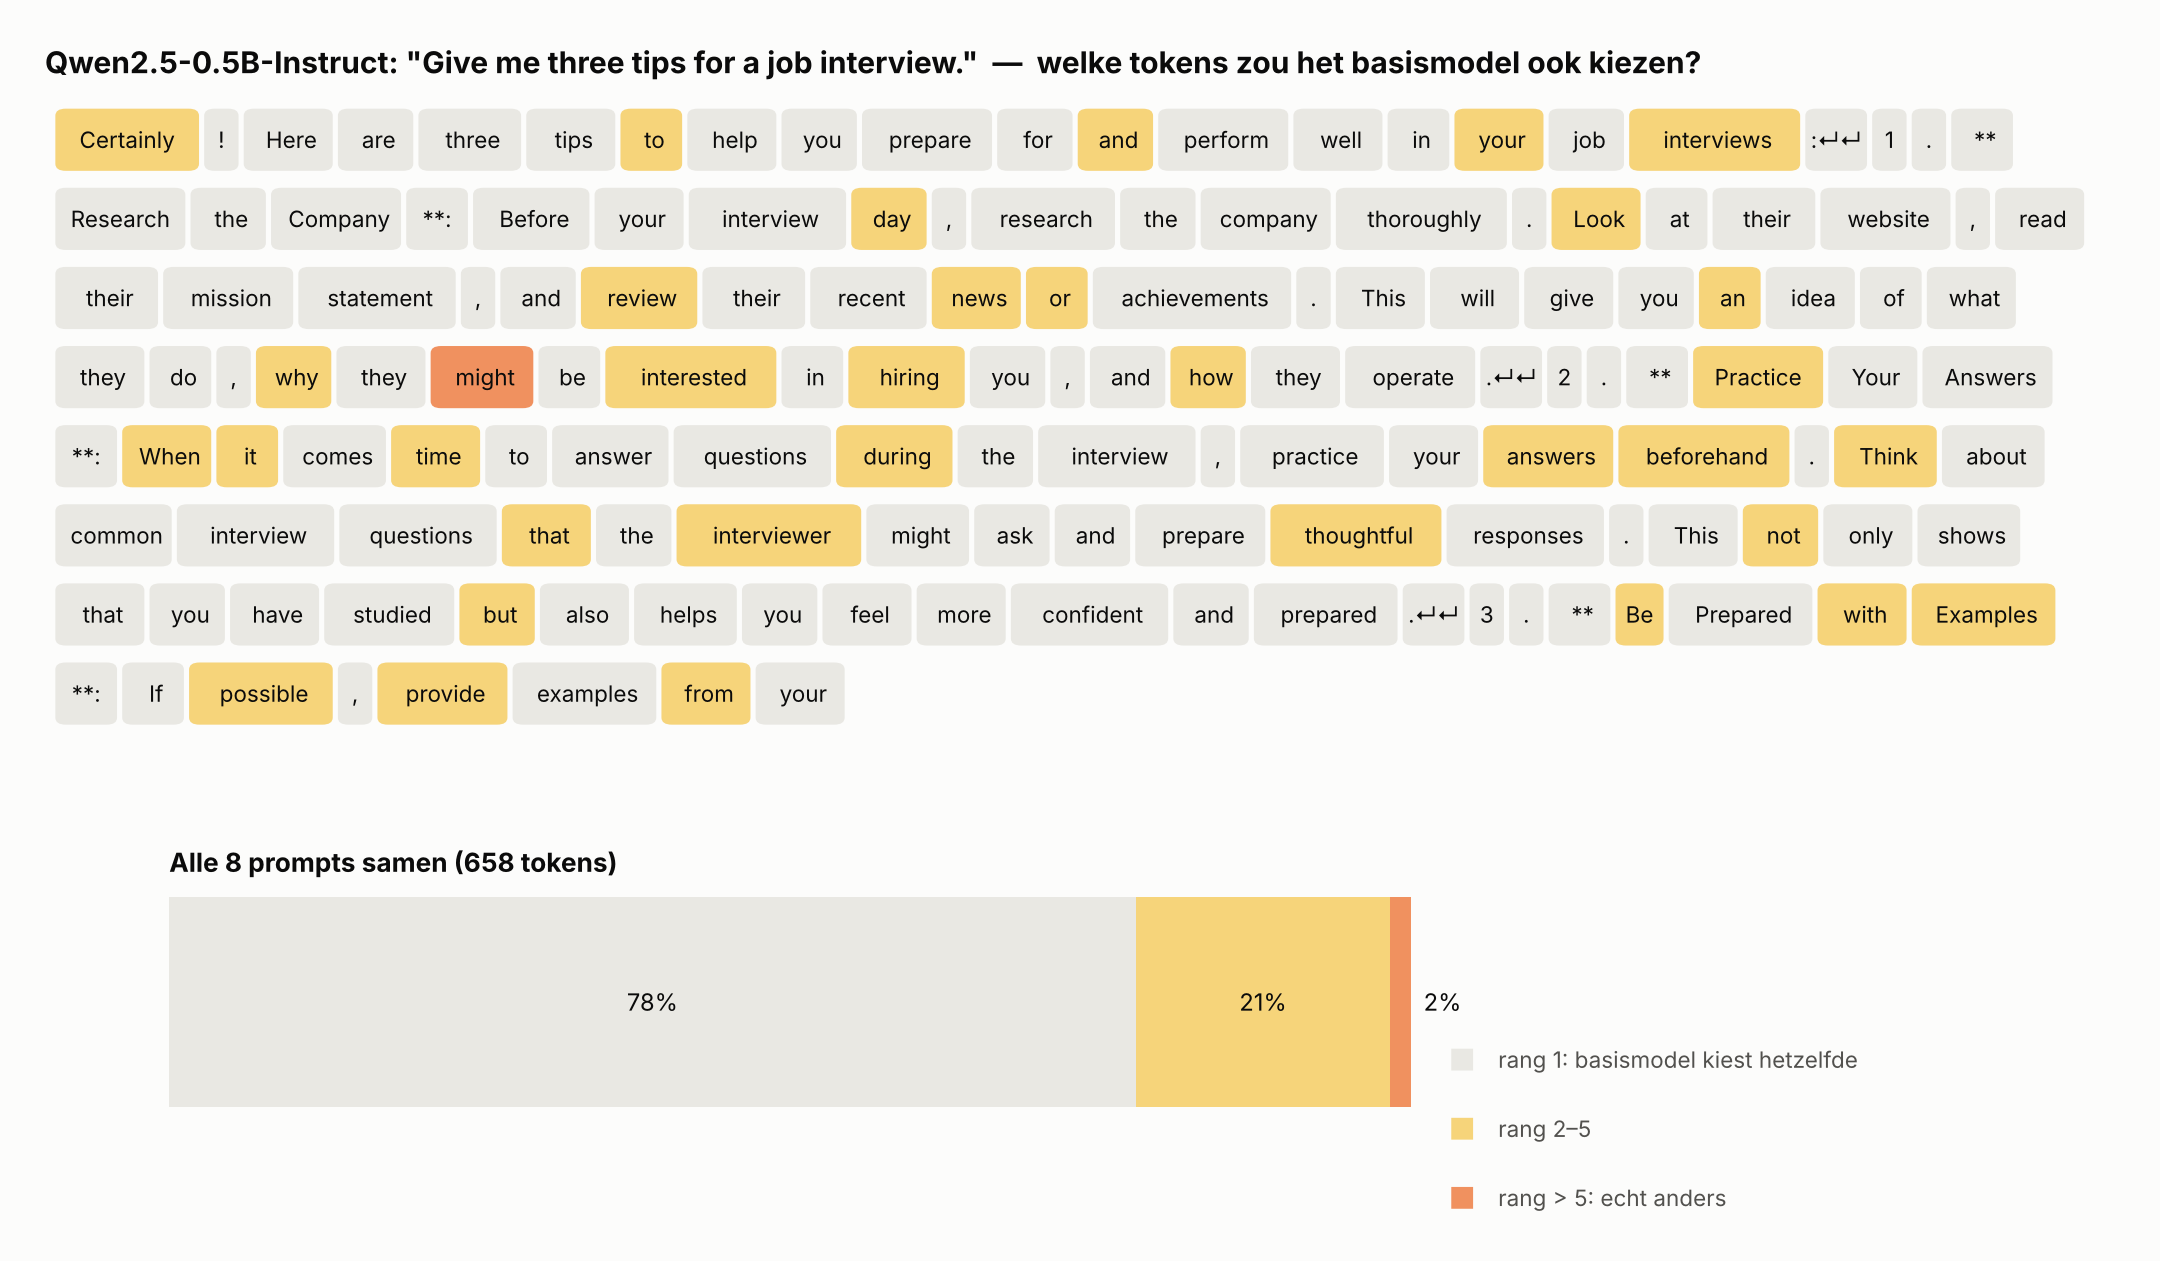 Qwen2.5-0.5B-Instruct: "Give me three tips for a job interview." — welke tokens zou het basismodel ook kiezen?
Certainly ! Here are three tips to help you prepare for and perform well in your job interviews :↵↵ 1 . **
Research the Company **: Before your interview day , research the company thoroughly . Look at their website , read
their mission statement , and review their recent news or achievements . This will give you an idea of what
they do , why they might be interested in hiring you , and how they operate .↵↵ 2 . ** Practice Your Answers
**: When it comes time to answer questions during the interview , practice your answers beforehand . Think about
common interview questions that the interviewer might ask and prepare thoughtful responses . This not only shows
that you have studied but also helps you feel more confident and prepared .↵↵ 3 . ** Be Prepared with Examples
**: If possible , provide examples from your
Alle 8 prompts samen (658 tokens)
78% 21% 2%
rang 1: basismodel kiest hetzelfde
rang 2–5
rang > 5: echt anders